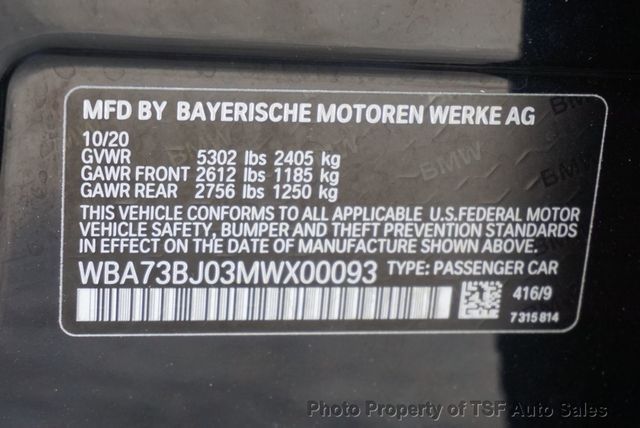 MFD BY BAYERISCHE MOTOREN WERKE AG
10/20
GVWR 5302 lbs 2405 kg
GAWR FRONT 2612 lbs 1185 kg
GAWR REAR 2756 lbs 1250 kg
THIS VEHICLE CONFORMS TO ALL APPLICABLE U.S.FEDERAL MOTOR
VEHICLE SAFETY, BUMPER AND THEFT PREVENTION STANDARDS
IN EFFECT ON THE DATE OF MANUFACTURE SHOWN ABOVE.
WBA73BJ03MWX00093 TYPE: PASSENGER CAR
416/9
7315814
Photo Property of TSF Auto Sales